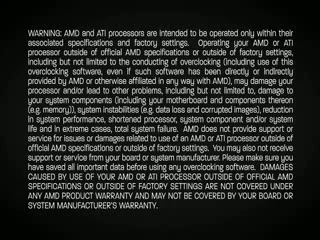 WARNING: AMD and ATI processors are intended to be operated only within their
associated specifications and factory settings. Operating your AMD or ATI
processor outside of official AMD specifications or outside of factory settings,
including but not limited to the conducting of overclocking (including use of this
overclocking software, even if such software has been directly or indirectly
provided by AMD or otherwise affiliated in any way with AMD), may damage your
processor and/or lead to other problems, including but not limited to, damage to
your system components (including your motherboard and components thereon
(e.g. memory)), system instabilities (e.g. data loss and corrupted images), reduction
in system performance, shortened processor, system component and/or system
life and in extreme cases, total system failure. AMD does not provide support or
service for issues or damages related to use of an AMD or ATI processor outside of
official AMD specifications or outside of factory settings. You may also not receive
support or service from your board or system manufacturer. Please make sure you
have saved all important data before using any overclocking software. DAMAGES
CAUSED BY USE OF YOUR AMD OR ATI PROCESSOR OUTSIDE OF OFFICIAL AMD
SPECIFICATIONS OR OUTSIDE OF FACTORY SETTINGS ARE NOT COVERED UNDER
ANY AMD PRODUCT WARRANTY AND MAY NOT BE COVERED BY YOUR BOARD OR
SYSTEM MANUFACTURER'S WARRANTY.